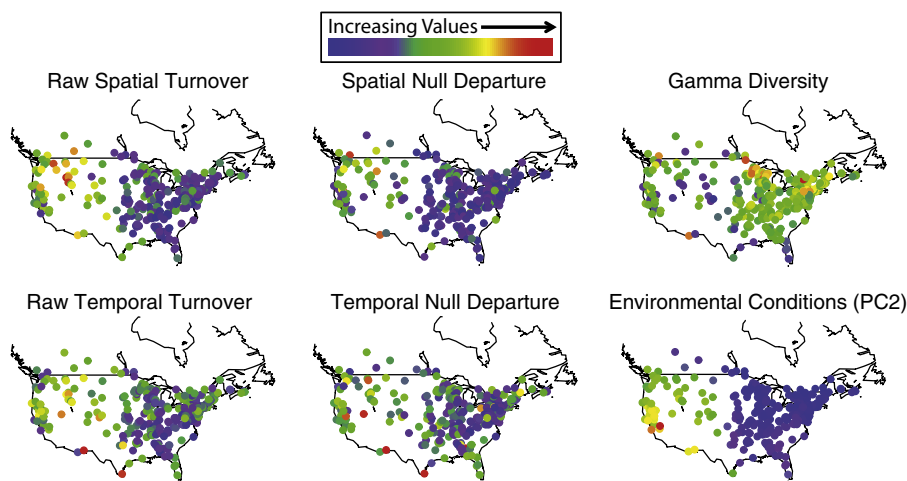 Increasing Values
Raw Spatial Turnover
Spatial Null Departure
Gamma Diversity
Raw Temporal Turnover
Temporal Null Departure
Environmental Conditions (PC2)